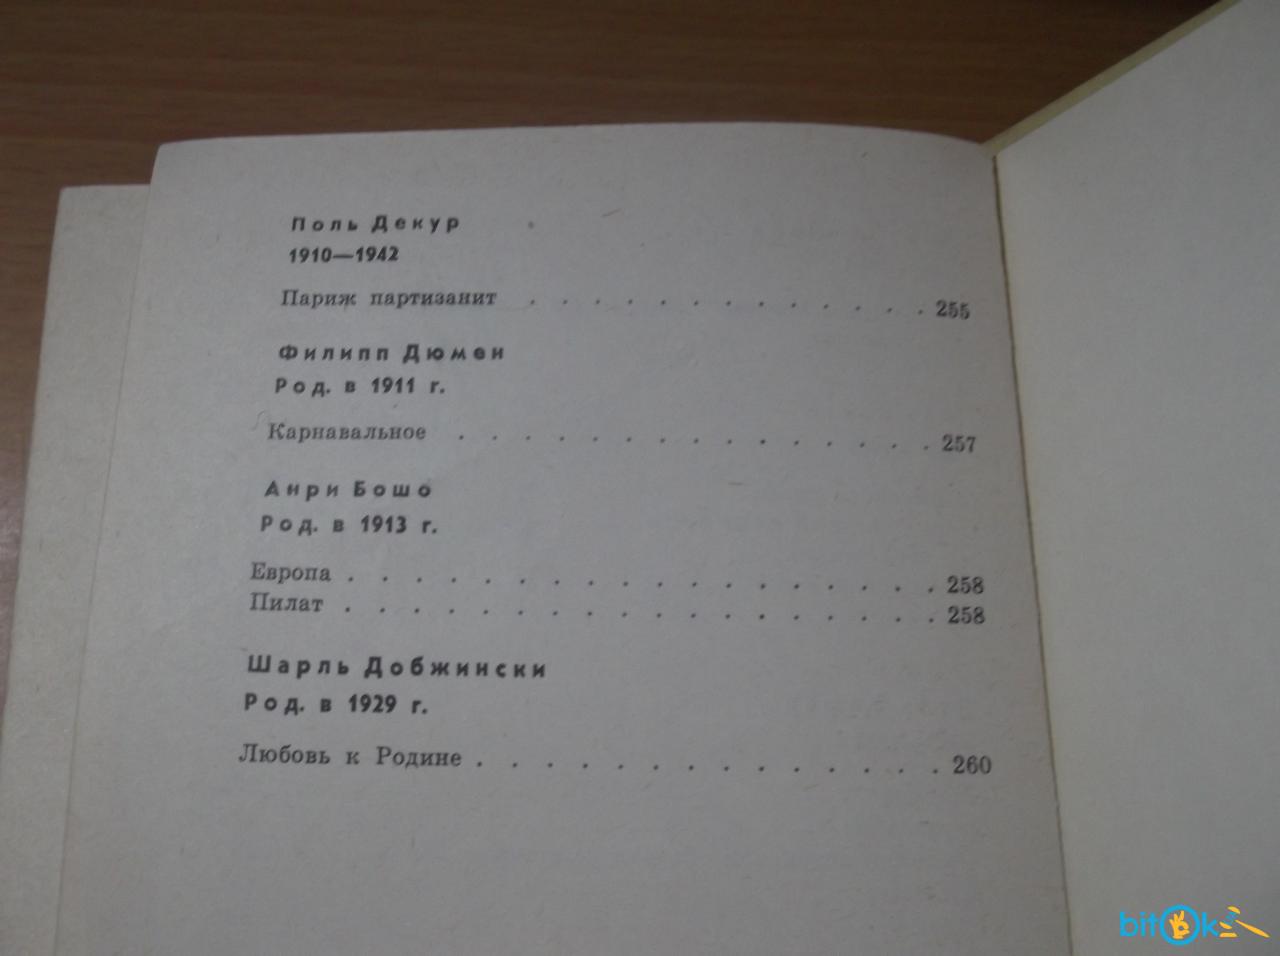 Поль Декур
1910—1942
Париж партизанит . . . . . . . . . . . . 255
Филипп Дюмен
Род. в 1911 г.
Карнавальное . . . . . . . . . . . . . . 257
Анри Бошо
Род. в 1913 г.
Европа . . . . . . . . . . . . . . . . . . 258
Пилат . . . . . . . . . . . . . . . . . . 258
Шарль Добжински
Род. в 1929 г.
Любовь к Родине . . . . . . . . . . . . . . 260